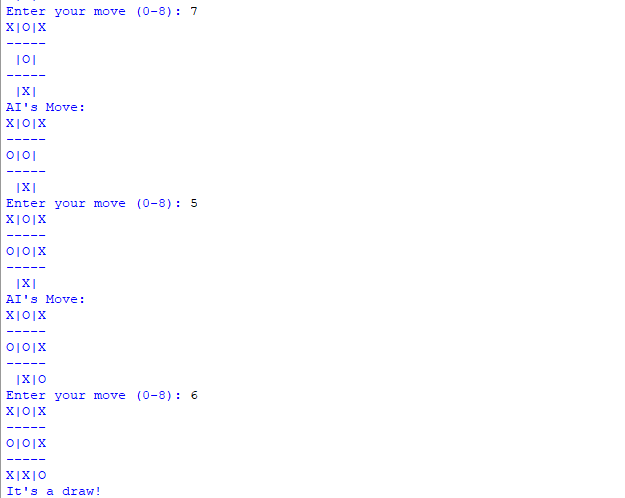 Enter your move (0-8): 7
X|O|X
-----
 |O| 
-----
 |X| 
AI's Move:
X|O|X
-----
O|O| 
-----
 |X| 
Enter your move (0-8): 5
X|O|X
-----
O|O|X
-----
 |X| 
AI's Move:
X|O|X
-----
O|O|X
-----
 |X|O
Enter your move (0-8): 6
X|O|X
-----
O|O|X
-----
X|X|O
It's a draw!